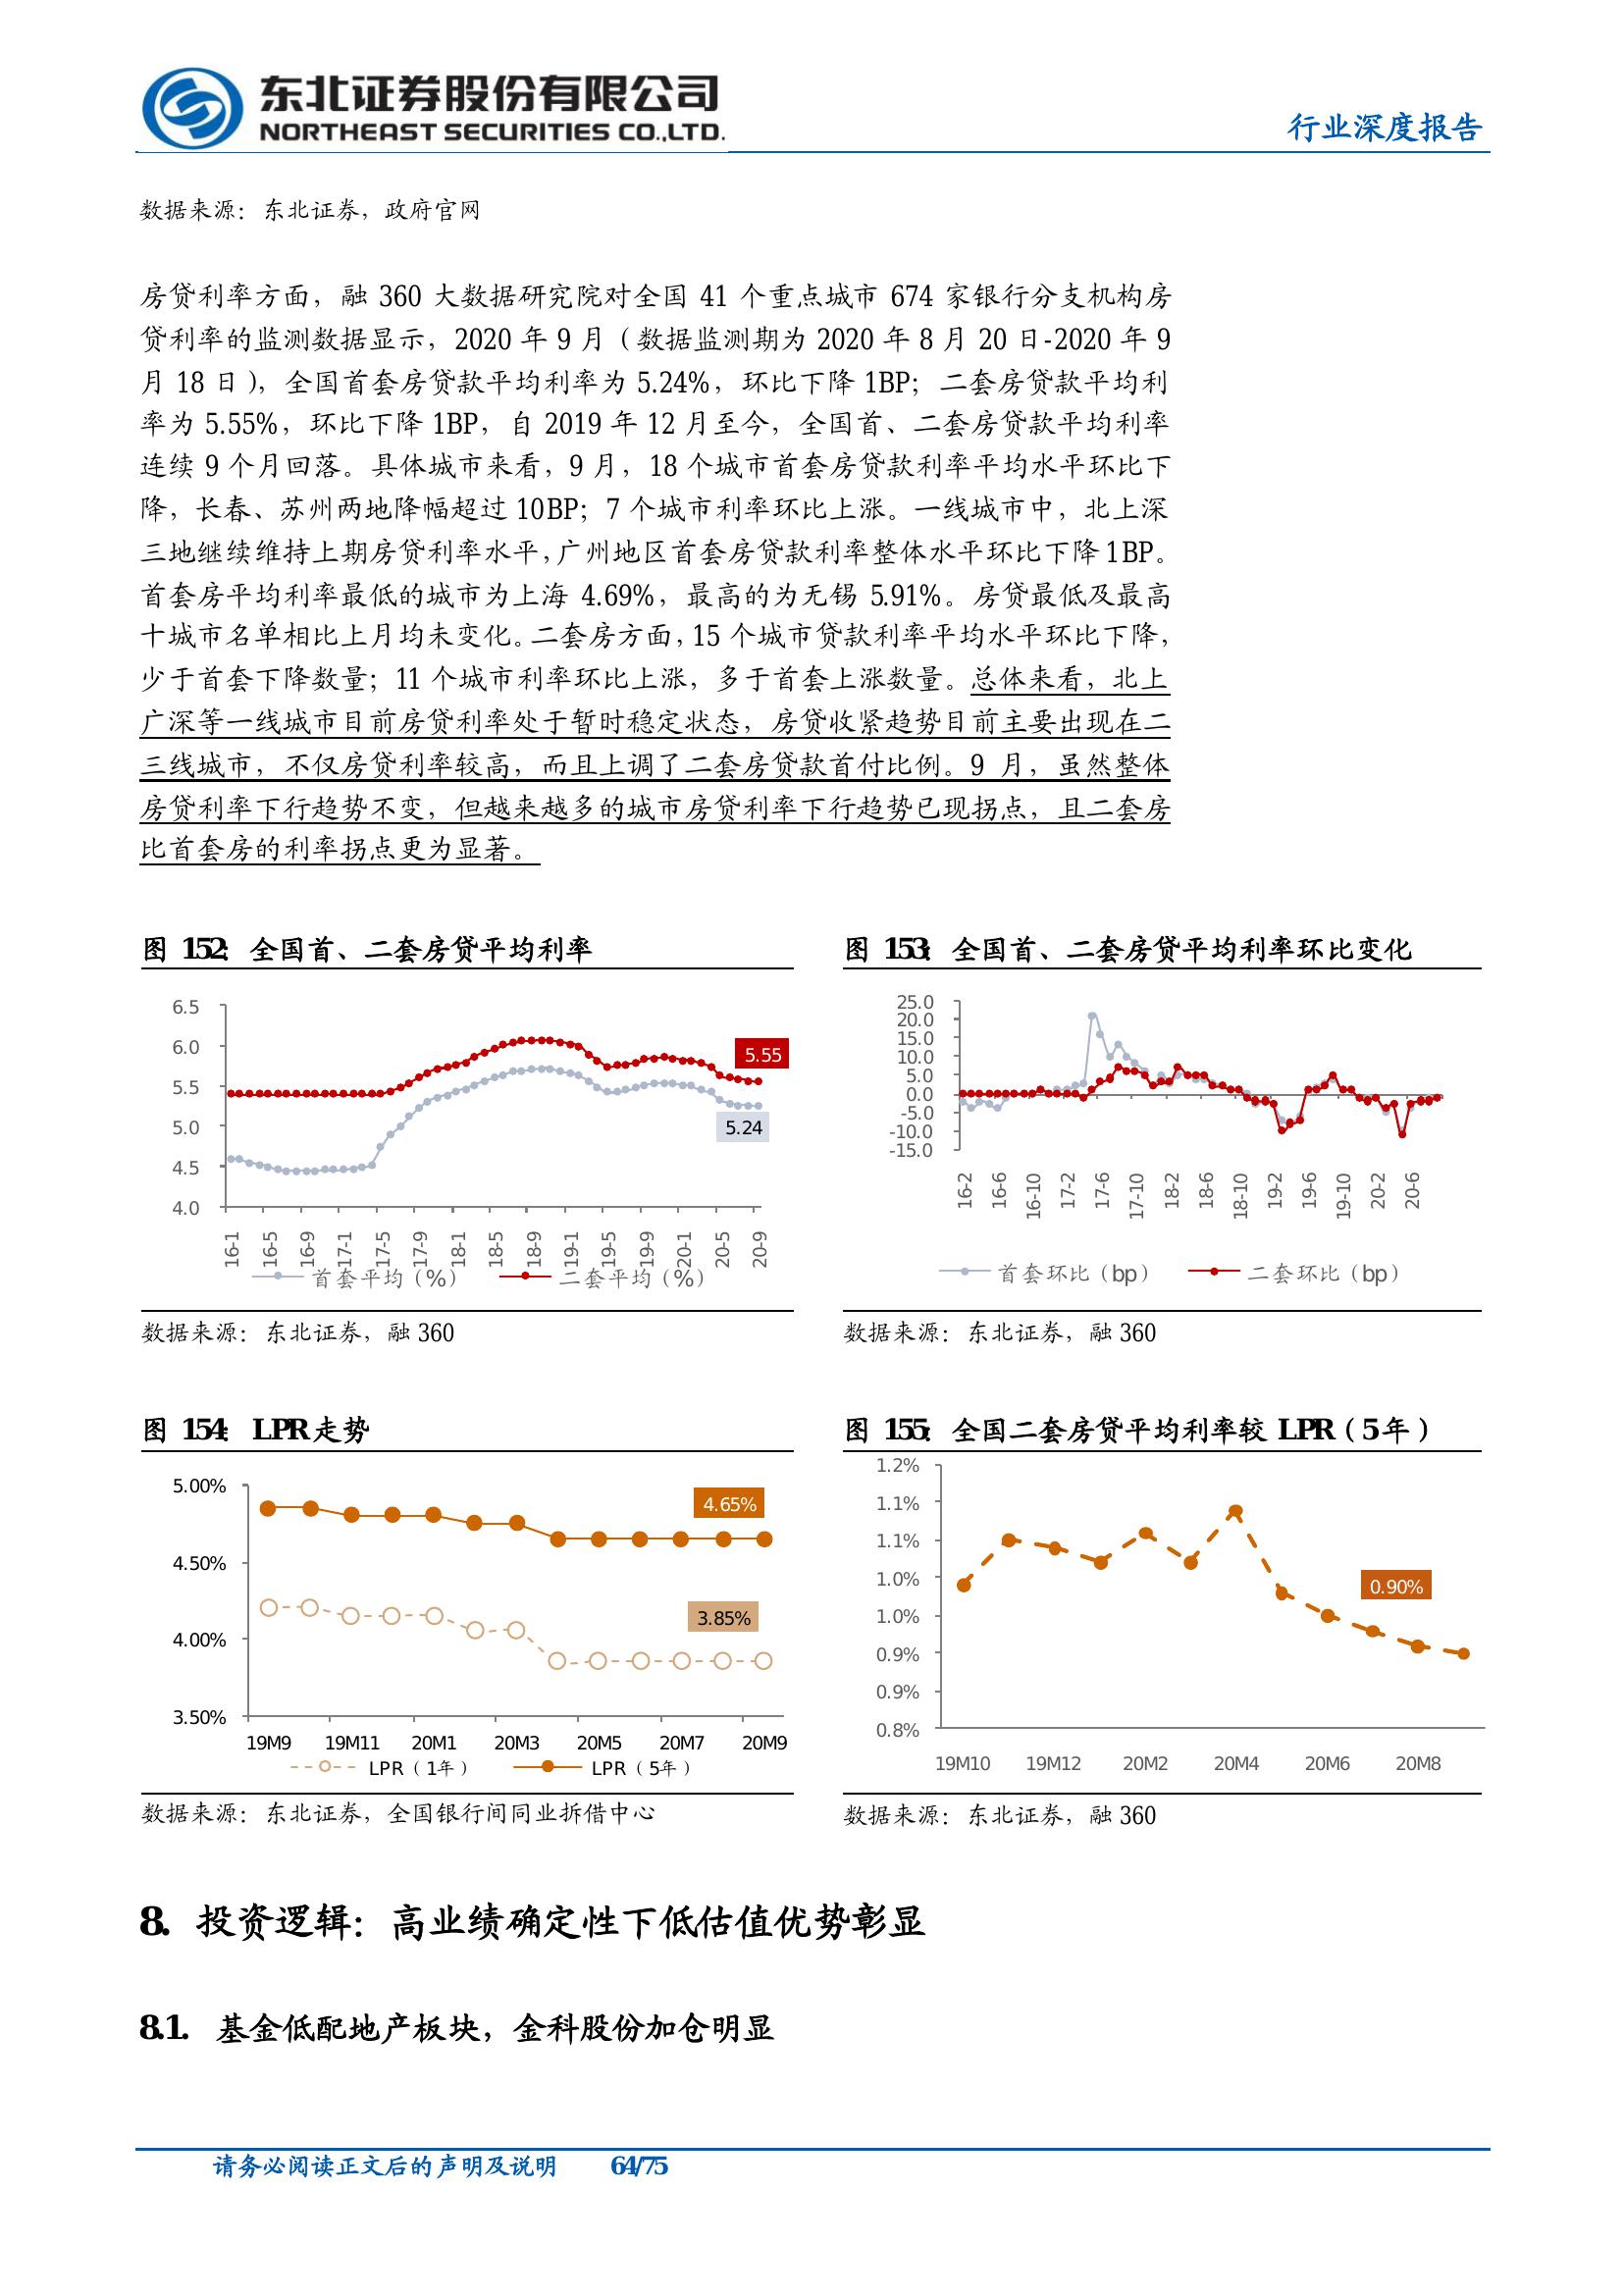 东北证券股份有限公司
NORTHEAST SECURITIES CO.,LTD.
行业深度报告
数据来源：东北证券，政府官网
房贷利率方面，融 360 大数据研究院对全国 41 个重点城市 674 家银行分支机构房
贷利率的监测数据显示，2020 年 9 月（数据监测期为 2020 年 8 月 20 日-2020 年 9
月 18 日），全国首套房贷款平均利率为 5.24%，环比下降 1BP；二套房贷款平均利
率为 5.55%，环比下降 1BP，自 2019 年 12 月至今，全国首、二套房贷款平均利率
连续 9 个月回落。具体城市来看，9 月，18 个城市首套房贷款利率平均水平环比下
降，长春、苏州两地降幅超过 10BP；7 个城市利率环比上涨。一线城市中，北上深
三地继续维持上期房贷利率水平，广州地区首套房贷款利率整体水平环比下降 1BP。
首套房平均利率最低的城市为上海 4.69%，最高的为无锡 5.91%。房贷最低及最高
十城市名单相比上月均未变化。二套房方面，15 个城市贷款利率平均水平环比下降，
少于首套下降数量；11 个城市利率环比上涨，多于首套上涨数量。总体来看，北上
广深等一线城市目前房贷利率处于暂时稳定状态，房贷收紧趋势目前主要出现在二
三线城市，不仅房贷利率较高，而且上调了二套房贷款首付比例。9 月，虽然整体
房贷利率下行趋势不变，但越来越多的城市房贷利率下行趋势已现拐点，且二套房
比首套房的利率拐点更为显著。
图 152：全国首、二套房贷平均利率
6.5
6.0
5.5
5.0
4.5
4.0
5.55
5.24
16-1 16-5 16-9 17-1 17-5 17-9 18-1 18-5 18-9 19-1 19-5 19-9 20-1 20-5 20-9
首套平均（%） 二套平均（%）
数据来源：东北证券，融 360
图 153：全国首、二套房贷平均利率环比变化
25.0
20.0
15.0
10.0
5.0
0.0
-5.0
-10.0
-15.0
16-2 16-6 16-10 17-2 17-6 17-10 18-2 18-6 18-10 19-2 19-6 19-10 20-2 20-6
首套环比（bp） 二套环比（bp）
数据来源：东北证券，融 360
图 154：LPR 走势
5.00%
4.50%
4.00%
3.50%
4.65%
3.85%
19M9 19M11 20M1 20M3 20M5 20M7 20M9
LPR（1年） LPR（5年）
数据来源：东北证券，全国银行间同业拆借中心
图 155：全国二套房贷平均利率较 LPR（5 年）
1.2%
1.1%
1.1%
1.0%
1.0%
0.9%
0.9%
0.8%
0.90%
19M10 19M12 20M2 20M4 20M6 20M8
数据来源：东北证券，融 360
8. 投资逻辑：高业绩确定性下低估值优势彰显
8.1. 基金低配地产板块，金科股份加仓明显
请务必阅读正文后的声明及说明 64/75